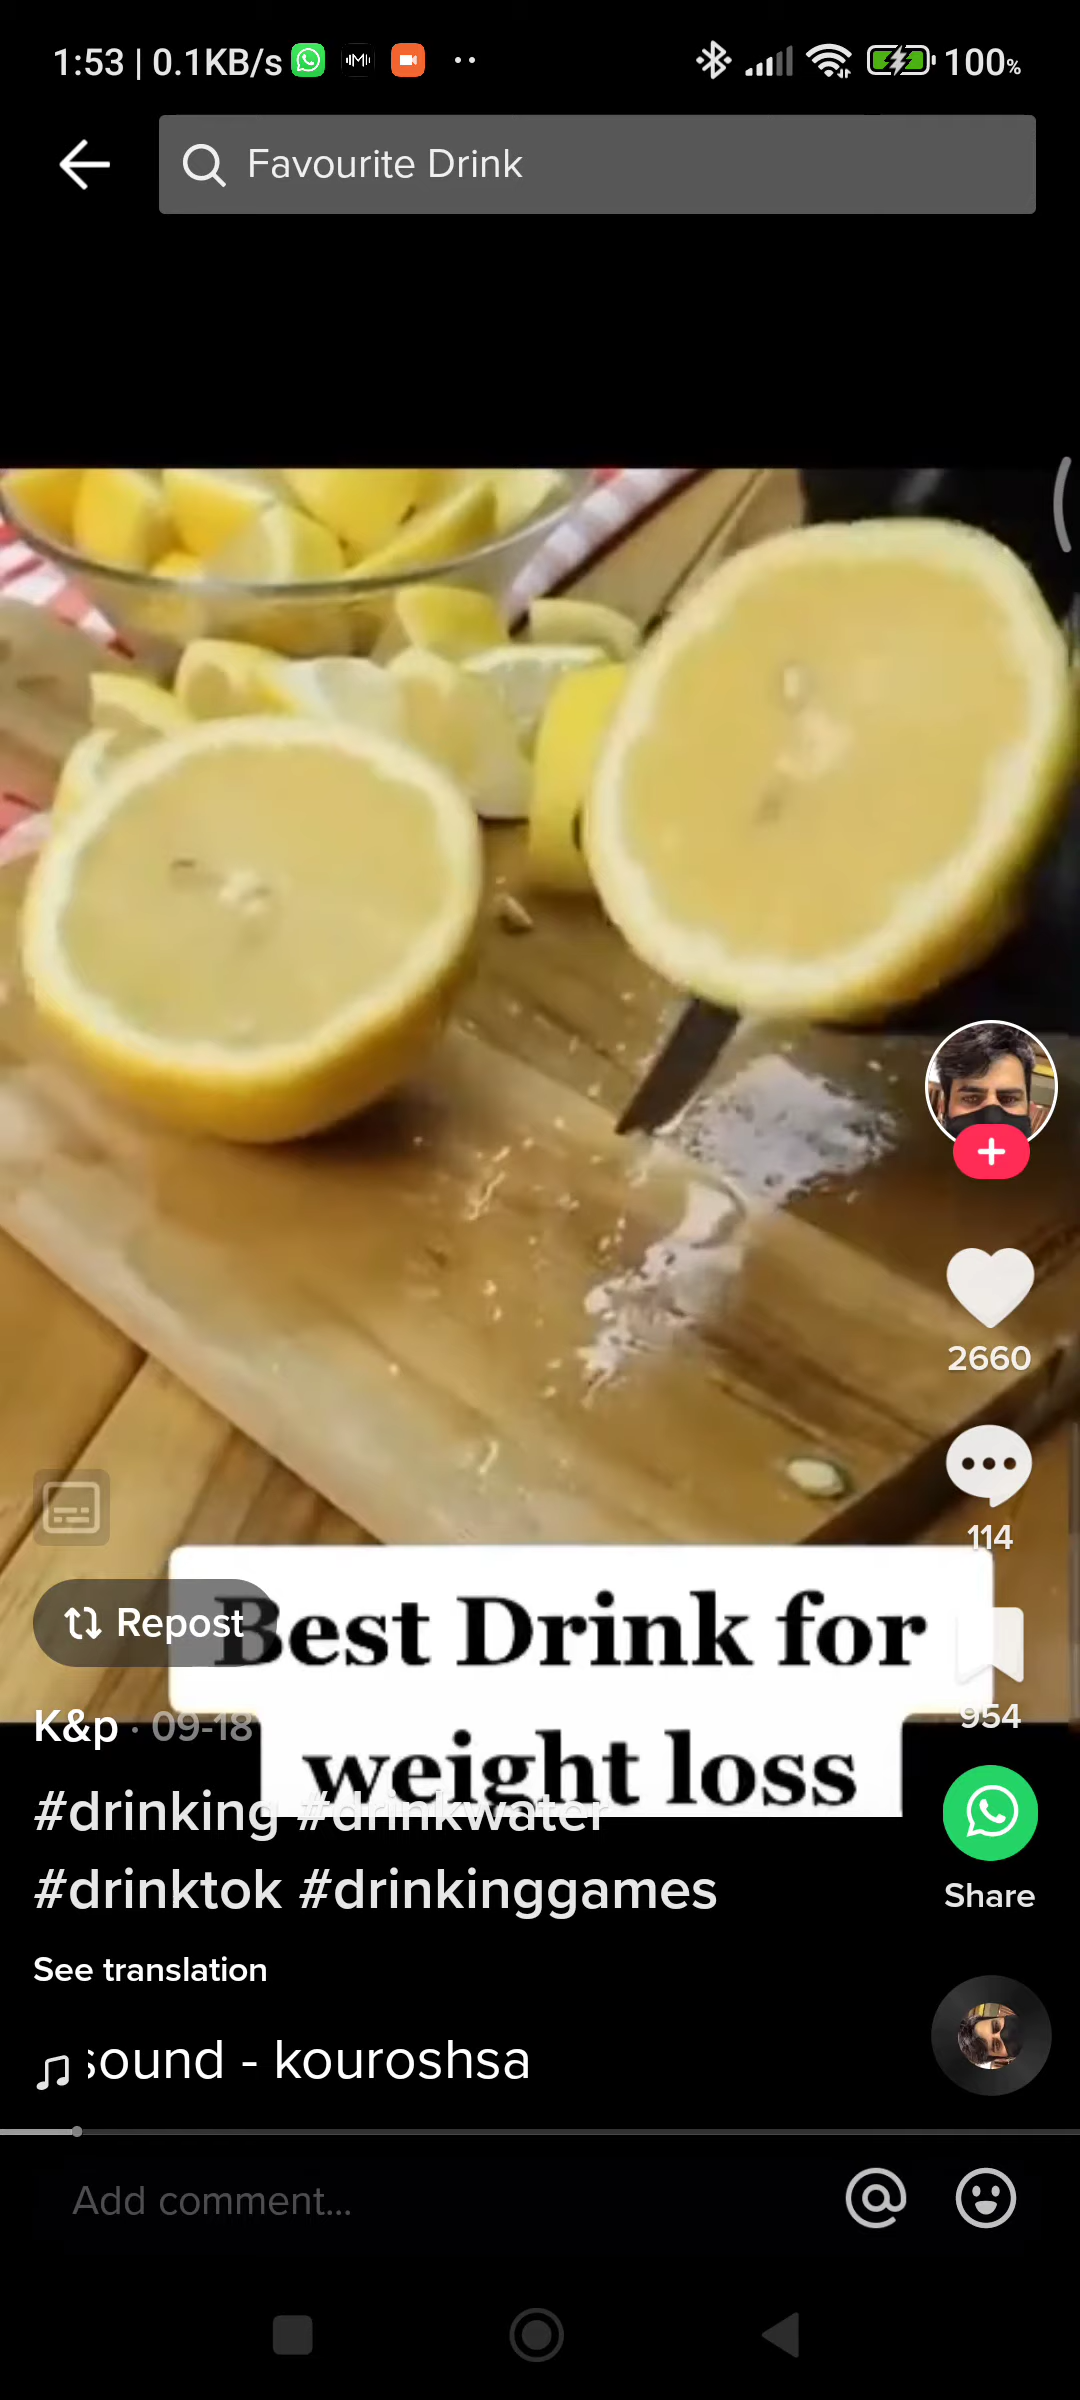 1:53 | 0.1KB/s
100%
Favourite Drink
2660
114
Best Drink for
Repost
954
K&p · 09-18
weight loss
#drinking #drinkwater
#drinktok #drinkinggames
Share
See translation
sound - kouroshsa
Add comment...